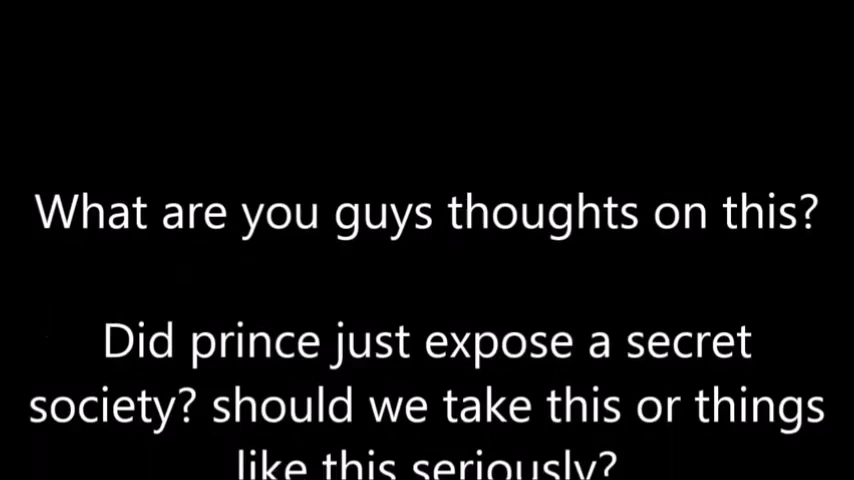 What are you guys thoughts on this?
Did prince just expose a secret
society? should we take this or things
like this seriously?